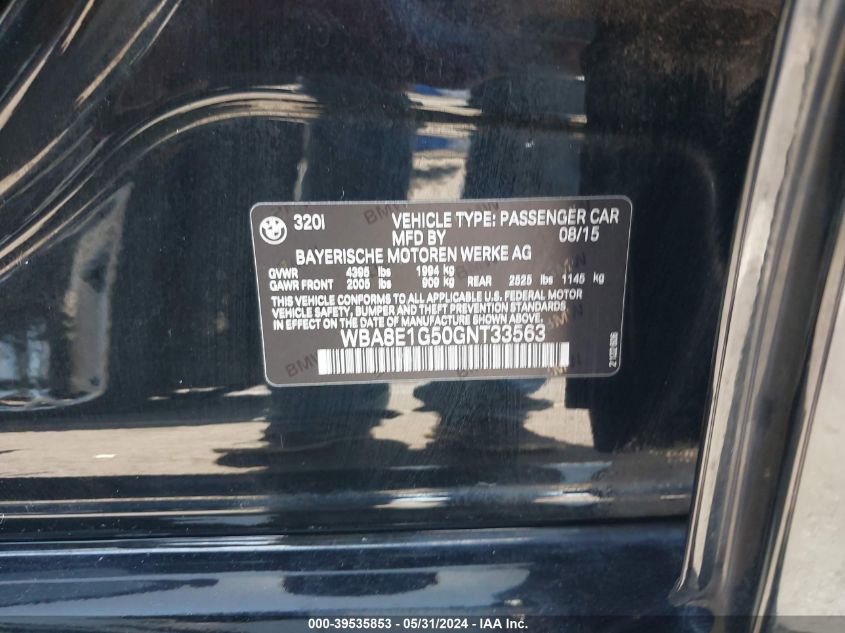 320I VEHICLE TYPE: PASSENGER CAR
MFD BY 08/15
BAYERISCHE MOTOREN WERKE AG
GVWR 4395 lbs 1994 kg
GAWR FRONT 2005 lbs 909 kg REAR 2525 lbs 1145 kg
THIS VEHICLE CONFORMS TO ALL APPLICABLE U.S. FEDERAL MOTOR
VEHICLE SAFETY, BUMPER AND THEFT PREVENTION STANDARDS
IN EFFECT ON THE DATE OF MANUFACTURE SHOWN ABOVE.
WBA8E1G50GNT33563
000-39535853 / 05/31/2024 - IAA Inc.